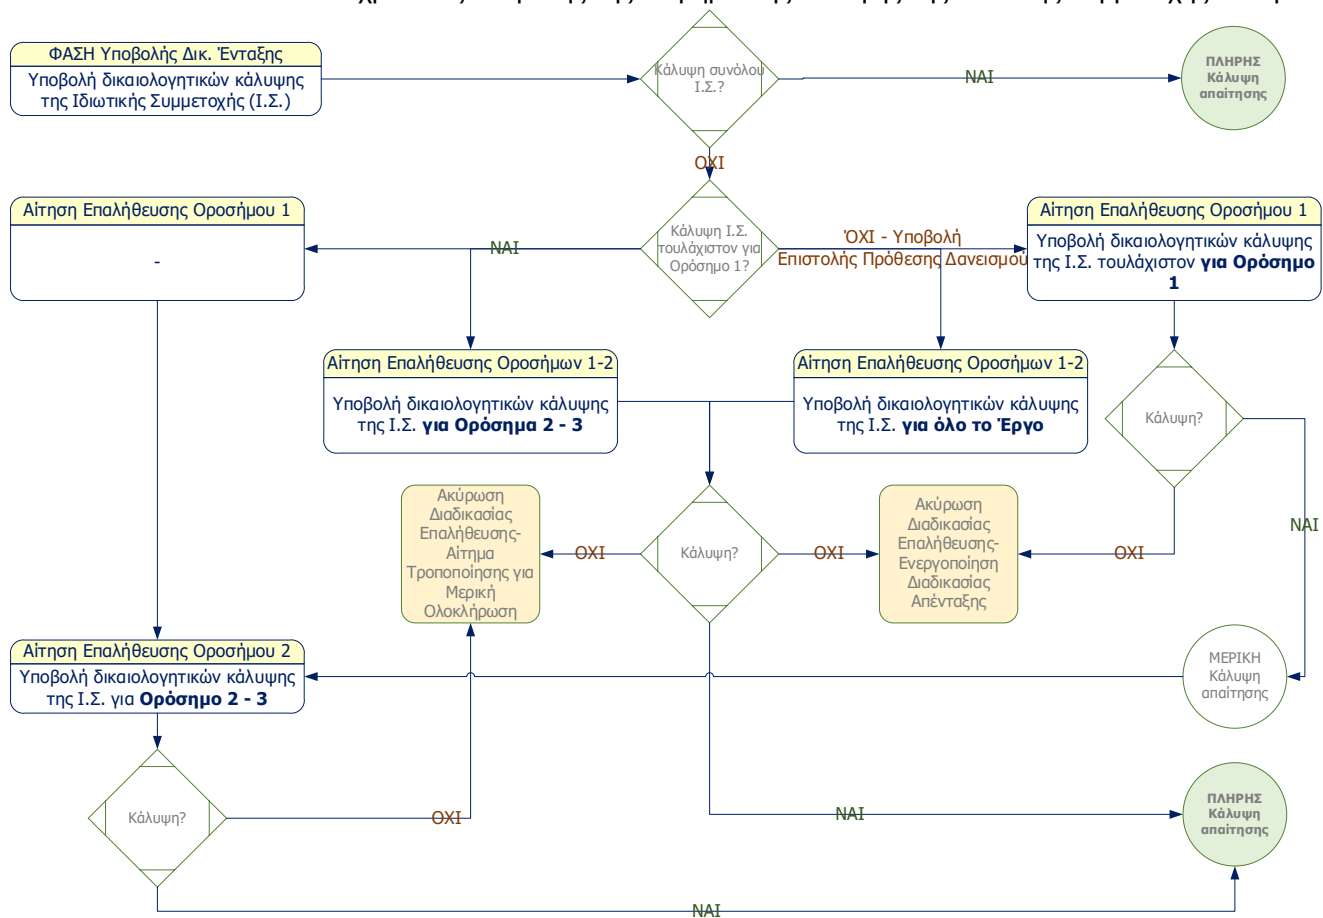 ΦΑΣΗ Υποβολής Δικ. Ένταξης
Υποβολή δικαιολογητικών κάλυψης
της Ιδιωτικής Συμμετοχής (Ι.Σ.)
Κάλυψη συνόλου
Ι.Σ.?
ΝΑΙ
ΠΛΗΡΗΣ
Κάλυψη
απαίτησης
ΟΧΙ
Αίτηση Επαλήθευσης Οροσήμου 1
-
ΝΑΙ
Κάλυψη Ι.Σ.
τουλάχιστον για
Ορόσημο 1?
ΌΧΙ - Υποβολή
Επιστολής Πρόθεσης Δανεισμού
Αίτηση Επαλήθευσης Οροσήμου 1
Υποβολή δικαιολογητικών κάλυψης
της Ι.Σ. τουλάχιστον για Ορόσημο
1
Αίτηση Επαλήθευσης Οροσήμων 1-2
Υποβολή δικαιολογητικών κάλυψης
της Ι.Σ. για Ορόσημα 2 - 3
Αίτηση Επαλήθευσης Οροσήμων 1-2
Υποβολή δικαιολογητικών κάλυψης
της Ι.Σ. για όλο το Έργο
Κάλυψη?
ΝΑΙ
Ακύρωση
Διαδικασίας
Επαλήθευσης-
Αίτημα
Τροποποίησης για
Μερική
Ολοκλήρωση
ΟΧΙ
Κάλυψη?
ΟΧΙ
Ακύρωση
Διαδικασίας
Επαλήθευσης-
Ενεργοποίηση
Διαδικασίας
Απένταξης
ΟΧΙ
Αίτηση Επαλήθευσης Οροσήμου 2
Υποβολή δικαιολογητικών κάλυψης
της Ι.Σ. για Ορόσημο 2 - 3
ΜΕΡΙΚΗ
Κάλυψη
απαίτησης
Κάλυψη?
ΟΧΙ
ΝΑΙ
ΠΛΗΡΗΣ
Κάλυψη
απαίτησης
ΝΑΙ